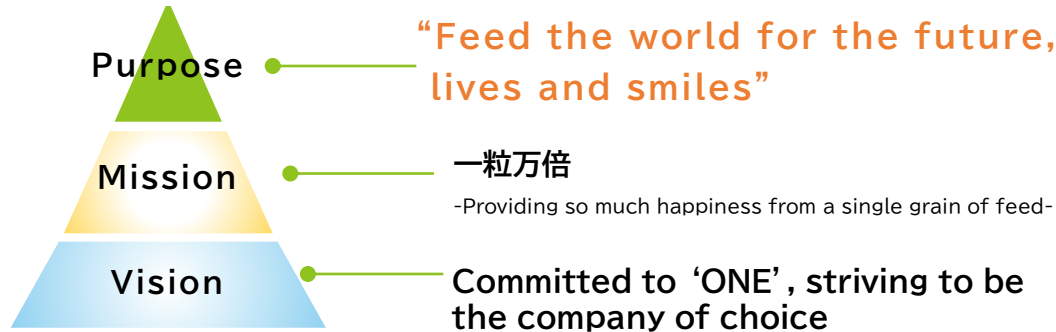 Purpose
“Feed the world for the future,
lives and smiles”
Mission
一粒万倍
-Providing so much happiness from a single grain of feed-
Vision
Committed to ‘ONE’, striving to be
the company of choice